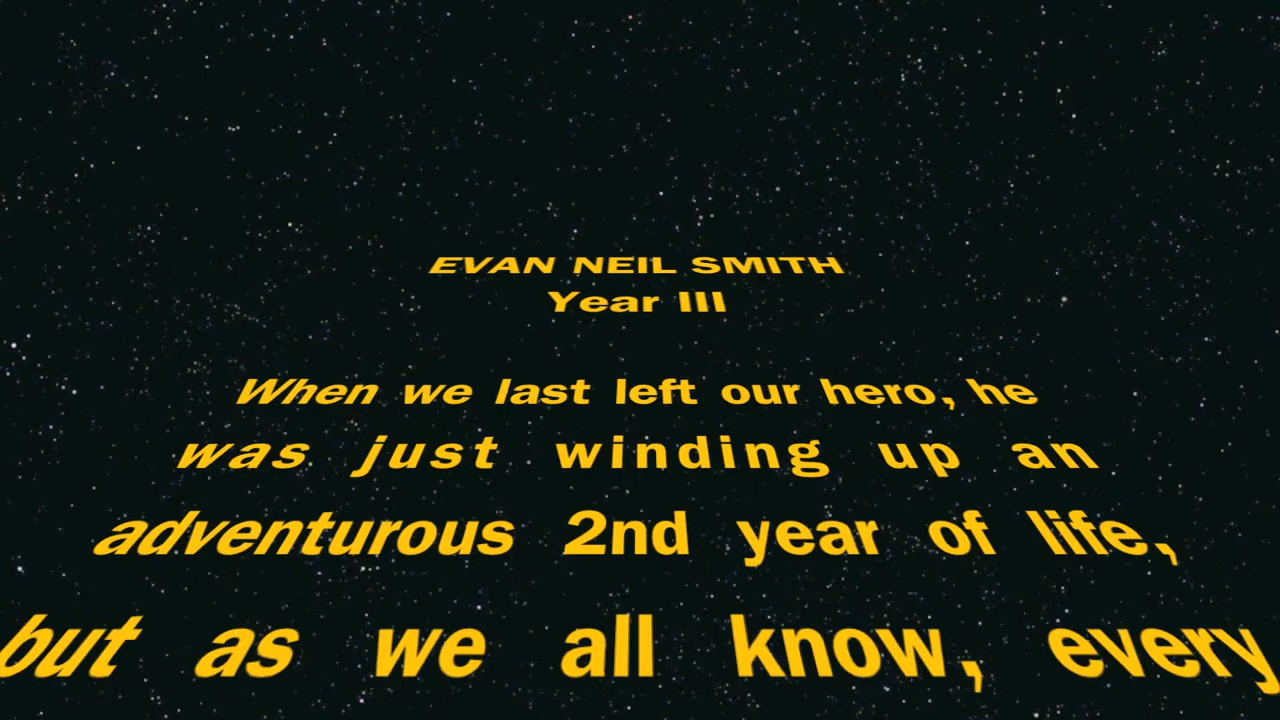 EVAN NEIL SMITH
Year III
When we last left our hero, he
was just winding up an
adventurous 2nd year of life,
but as we all know, every